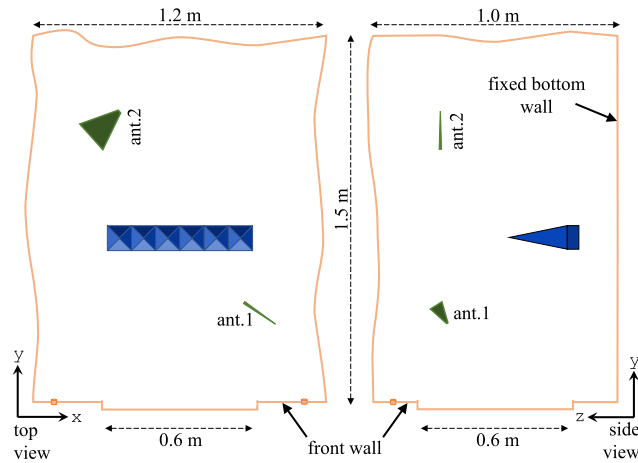 1.2 m
1.0 m
fixed bottom
wall
ant.2
ant.2
1.5 m
ant.1
ant.1
y
x
top
view
0.6 m
front wall
0.6 m
y
z
side
view